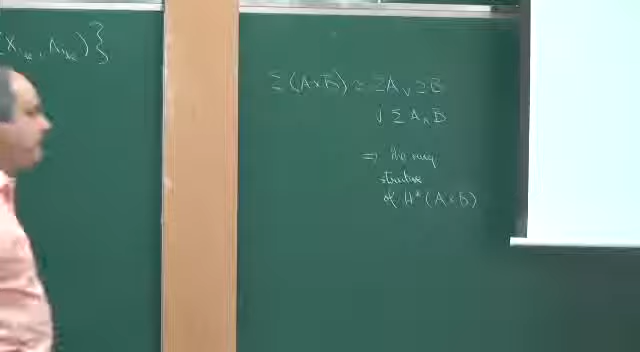 (X_{i_k}, A_{i_k})}
Σ(A×B) ≃ ΣA ∨ ΣB
∨ Σ A∧B
⇒ the ring
structure
of H*(A×B)